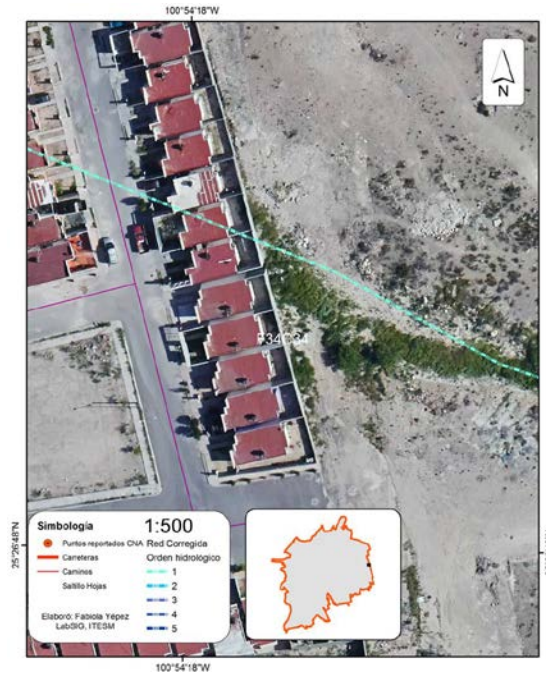 100°54'18"W
N
25°26'48"N
Simbología
1:500
Puntos reportados CNA
Red Corregida
Carreteras
Orden hidrológico
Caminos
1
Saltillo Hojas
2
3
Elaboró: Fabiola Yépez
4
LabSIG, ITESM
5
100°54'18"W